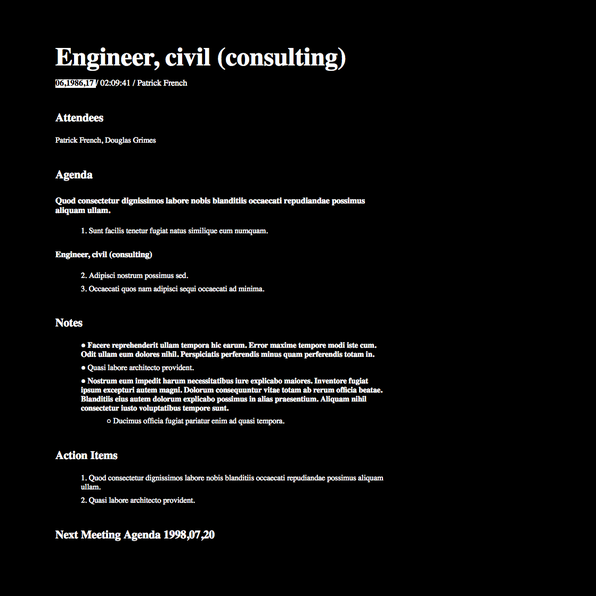 Engineer, civil (consulting)
06,1986,17 / 02:09:41 / Patrick French
Attendees
Patrick French, Douglas Grimes
Agenda
Quod consectetur dignissimos labore nobis blanditiis occaecati repudiandae possimus
aliquam ullam.
1. Sunt facilis tenetur fugiat natus similique eum numquam.
Engineer, civil (consulting)
2. Adipisci nostrum possimus sed.
3. Occaecati quos nam adipisci sequi occaecati ad minima.
Notes
● Facere reprehenderit ullam tempora hic earum. Error maxime tempore modi iste cum.
Odit ullam eum dolores nihil. Perspiciatis perferendis minus quam perferendis totam in.
● Quasi labore architecto provident.
● Nostrum eum impedit harum necessitatibus iure explicabo maiores. Inventore fugiat
ipsum excepturi autem magni. Dolorum consequuntur vitae totam ab rerum officia beatae.
Blanditiis eius autem dolorum explicabo possimus in alias praesentium. Aliquam nihil
consectetur iusto voluptatibus tempore sunt.
○ Ducimus officia fugiat pariatur enim ad quasi tempora.
Action Items
1. Quod consectetur dignissimos labore nobis blanditiis occaecati repudiandae possimus aliquam
ullam.
2. Quasi labore architecto provident.
Next Meeting Agenda 1998,07,20